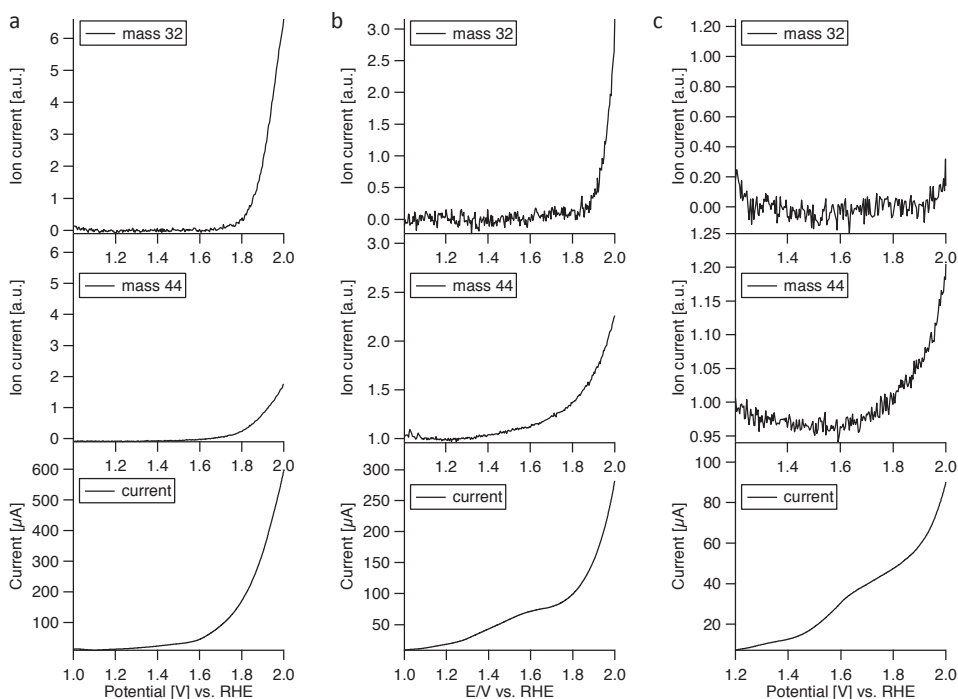 a
mass 32
Ion current [a.u.]
6
5
4
3
2
1
0
1.2 1.4 1.6 1.8 2.0
mass 44
Ion current [a.u.]
6
5
4
3
2
1
0
1.2 1.4 1.6 1.8 2.0
current
Current [µA]
600
500
400
300
200
100
1.0 1.2 1.4 1.6 1.8 2.0
Potential [V] vs. RHE
b
mass 32
Ion current [a.u.]
3.0
2.5
2.0
1.5
1.0
0.5
0.0
1.2 1.4 1.6 1.8 2.0
mass 44
Ion current [a.u.]
3.0
2.5
2.0
1.5
1.0
1.2 1.4 1.6 1.8 2.0
current
Current [µA]
300
250
200
150
100
50
1.0 1.2 1.4 1.6 1.8 2.0
E/V vs. RHE
c
mass 32
Ion current [a.u.]
1.20
1.00
0.80
0.60
0.40
0.20
0.00
1.4 1.6 1.8 2.0
mass 44
Ion current [a.u.]
1.25
1.20
1.15
1.10
1.05
1.00
0.95
1.4 1.6 1.8 2.0
current
Current [µA]
100
80
60
40
20
1.2 1.4 1.6 1.8 2.0
Potential [V] vs. RHE